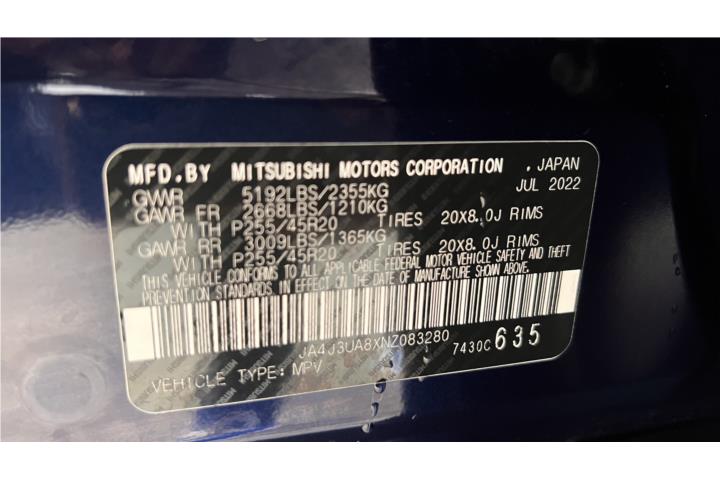 MFD.BY MITSUBISHI MOTORS CORPORATION . JAPAN
GVWR 5192LBS/2355KG JUL 2022
GAWR FR 2668LBS/1210KG
WITH P255/45R20 TIRES 20X8.0J RIMS
GAWR RR 3009LBS/1365KG
WITH P255/45R20 TIRES 20X8.0J RIMS
THIS VEHICLE CONFORMS TO ALL APPLICABLE FEDERAL MOTOR VEHICLE SAFETY AND THEFT
PREVENTION STANDARDS IN EFFECT ON THE DATE OF MANUFACTURE SHOWN ABOVE.
JA4J3UA8XNZ083280 7430C 635
VEHICLE TYPE: MPV